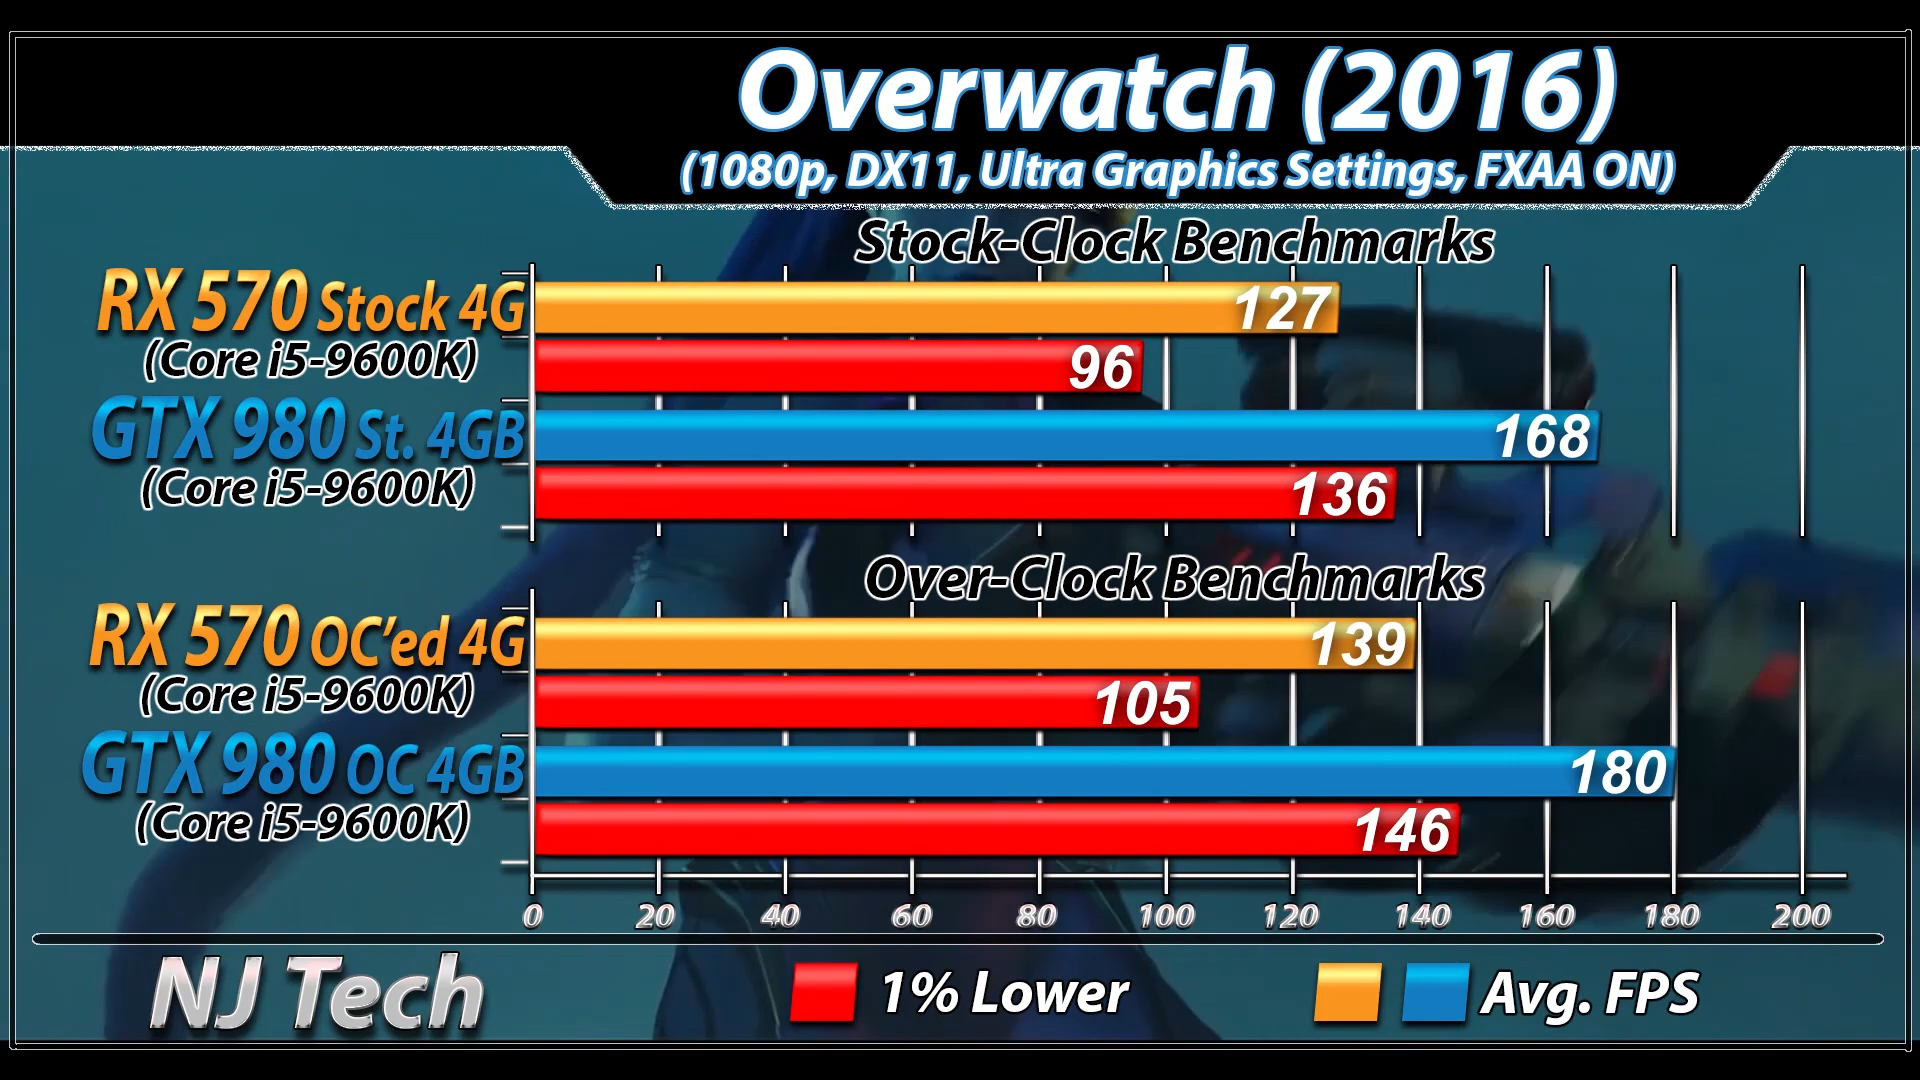 Overwatch (2016)
(1080p, DX11, Ultra Graphics Settings, FXAA ON)
Stock-Clock Benchmarks
RX 570 Stock 4G
127
(Core i5-9600K)
96
GTX 980 St. 4GB
168
(Core i5-9600K)
136
Over-Clock Benchmarks
RX 570 OC'ed 4G
139
(Core i5-9600K)
105
GTX 980 OC 4GB
180
(Core i5-9600K)
146
0 20 40 60 80 100 120 140 160 180 200
NJ Tech
1% Lower
Avg. FPS